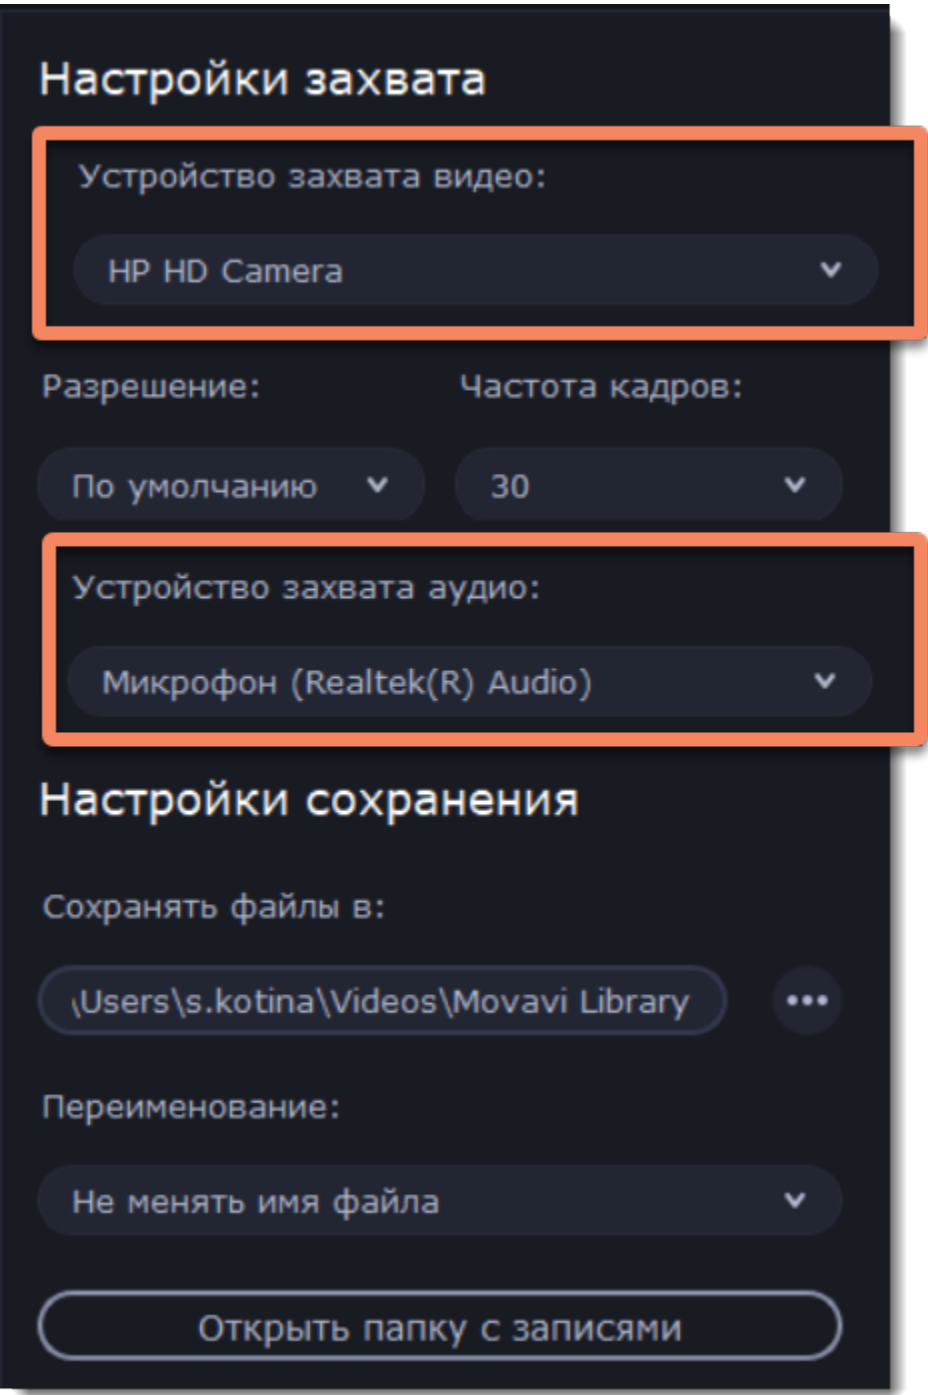 Настройки захвата
Устройство захвата видео:
HP HD Camera
Разрешение: Частота кадров:
По умолчанию 30
Устройство захвата аудио:
Микрофон (Realtek(R) Audio)
Настройки сохранения
Сохранять файлы в:
\Users\s.kotina\Videos\Movavi Library
Переименование:
Не менять имя файла
Открыть папку с записями